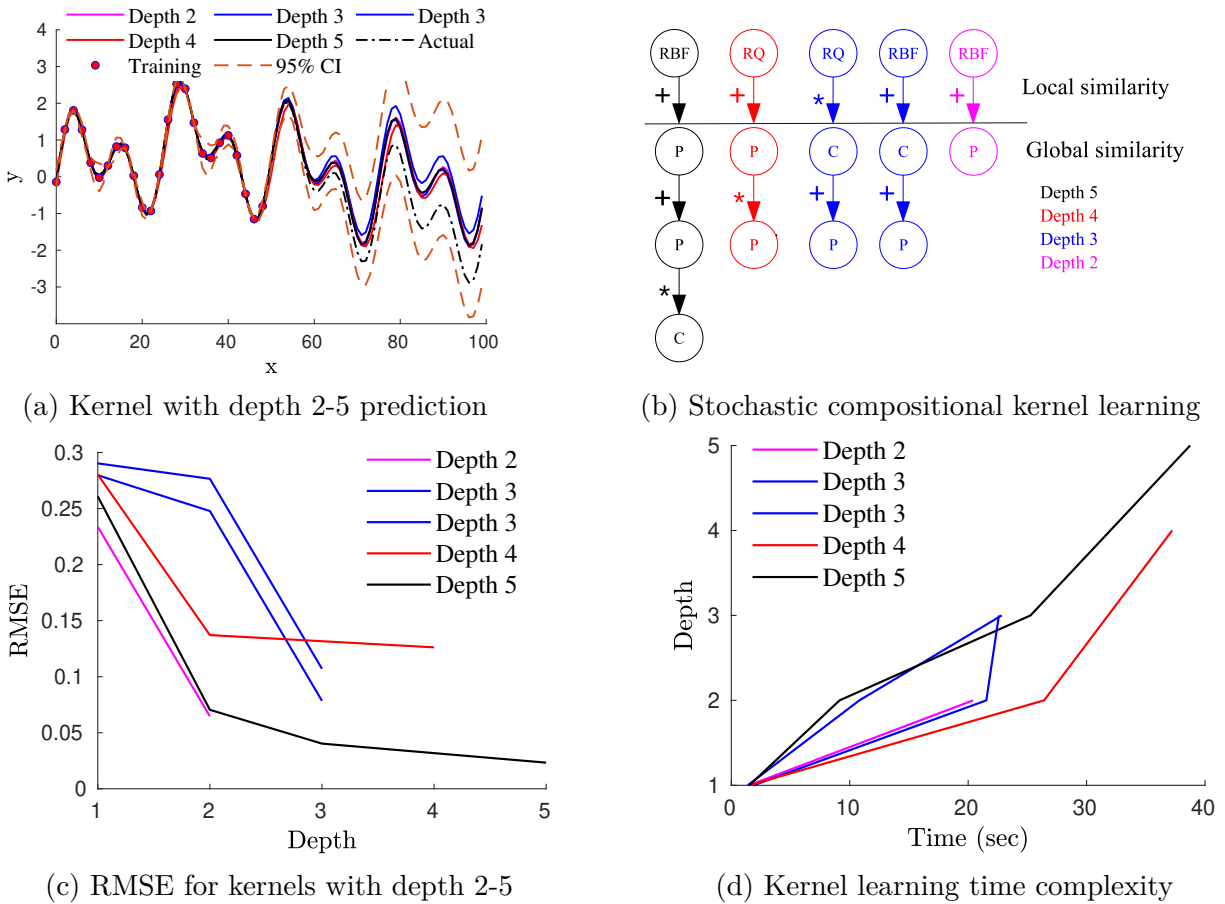 Depth 2 Depth 3 Depth 3
Depth 4 Depth 5 Actual
Training 95% CI
4
3
2
1
0
-1
-2
-3
y
0 20 40 60 80 100
x
(a) Kernel with depth 2-5 prediction
RBF RQ RQ RBF RBF
+ + * + +
Local similarity
P P C C P
Global similarity
+ * + +
Depth 5
Depth 4
Depth 3
Depth 2
P P P P
*
C
(b) Stochastic compositional kernel learning
0.3
0.25
0.2
0.15
0.1
0.05
0
RMSE
Depth 2
Depth 3
Depth 3
Depth 4
Depth 5
1 2 3 4 5
Depth
(c) RMSE for kernels with depth 2-5
5
4
3
2
1
Depth
Depth 2
Depth 3
Depth 3
Depth 4
Depth 5
0 10 20 30 40
Time (sec)
(d) Kernel learning time complexity